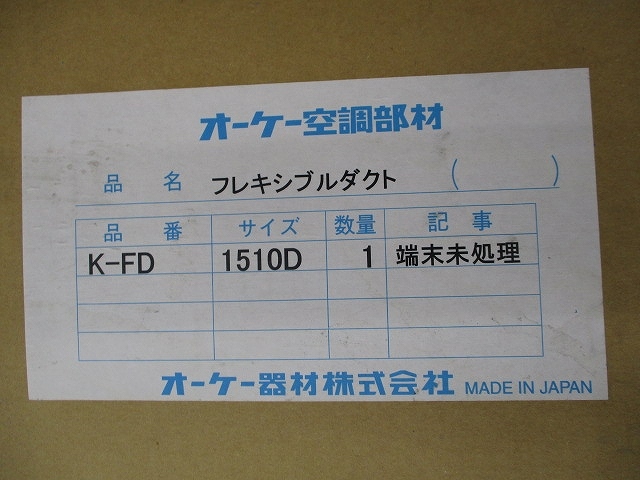 オーケー空調部材
品名 フレキシブルダクト ( )
品番 サイズ 数量 記事
K-FD 1510D 1 端末未処理
オーケー器材株式会社 MADE IN JAPAN